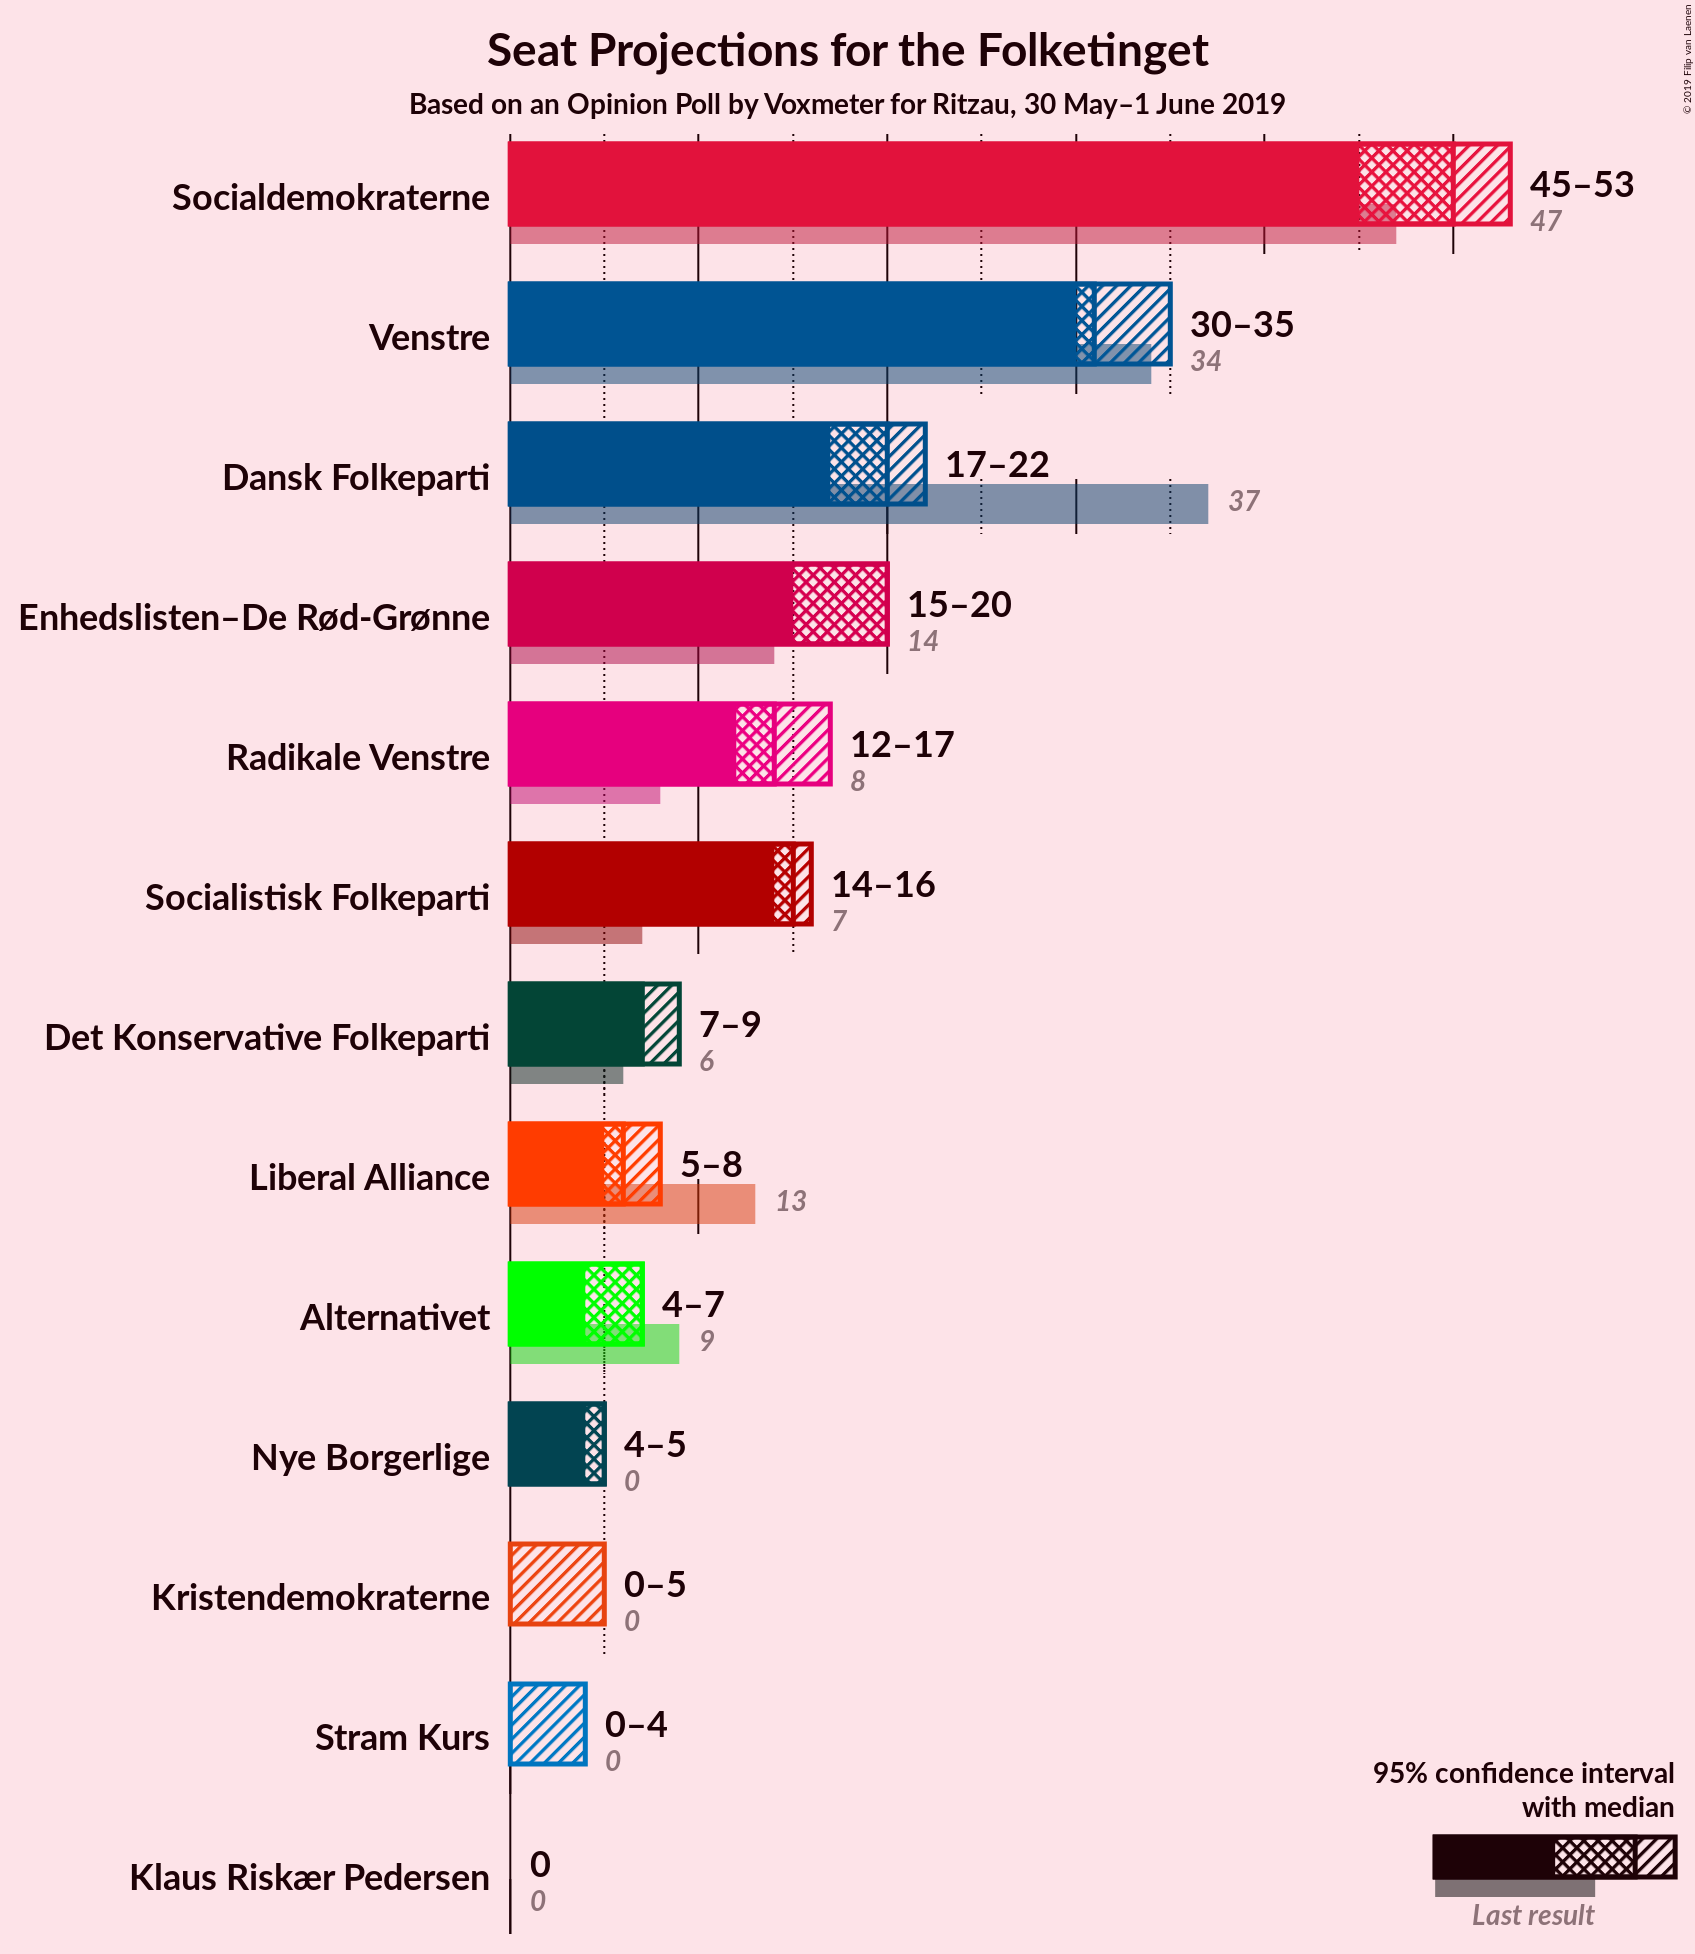 Seat Projections for the Folketinget
Based on an Opinion Poll by Voxmeter for Ritzau, 30 May–1 June 2019
© 2019 Filip van Laenen
Socialdemokraterne
45–53
47
Venstre
30–35
34
Dansk Folkeparti
17–22
37
Enhedslisten–De Rød-Grønne
15–20
14
Radikale Venstre
12–17
8
Socialistisk Folkeparti
14–16
7
Det Konservative Folkeparti
7–9
6
Liberal Alliance
5–8
13
Alternativet
4–7
9
Nye Borgerlige
4–5
0
Kristendemokraterne
0–5
0
Stram Kurs
0–4
0
Klaus Riskær Pedersen
0
0
95% confidence interval
with median
Last result